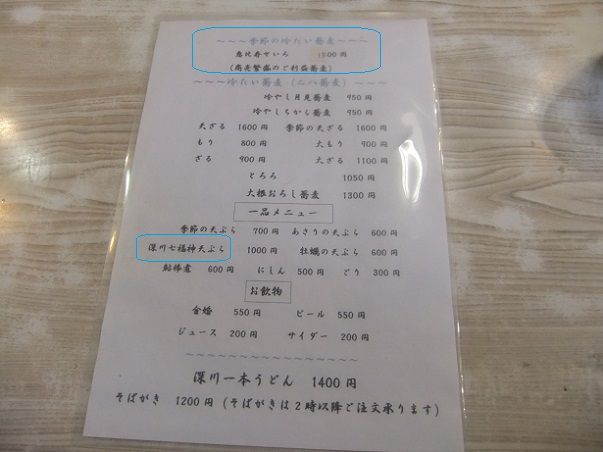 ～～～季節の冷たい蕎麦～～～
恵比寿せいろ 1500円
(商売繁盛のご利益蕎麦)
～～～冷たい蕎麦(二八蕎麦)～～～
冷やし月見蕎麦 950円
冷やしちから蕎麦 950円
天ざる 1600円 季節の天ざる 1600円
もり 800円 大もり 900円
ざる 900円 大ざる 1100円
とろろ 1050円
大根おろし蕎麦 1300円
一品メニュー
季節の天ぷら 700円 あさりの天ぷら 600円
深川七福神天ぷら 1000円 牡蠣の天ぷら 600円
鮎棒煮 600円 にしん 500円 どり 300円
お飲物
合婚 550円 ビール 550円
ジュース 200円 サイダー 200円
～～～～～～～～～～～～～～～
深川一本うどん 1400円
そばがき 1200円(そばがきは2時以降ご注文承ります)